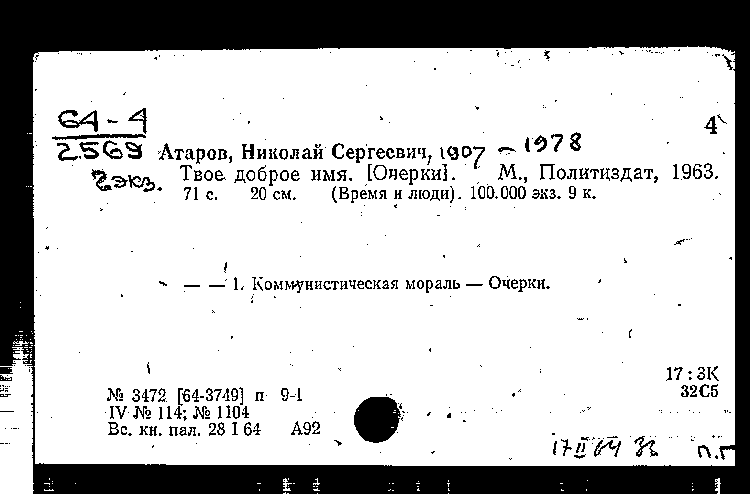 64-4
4
2569 Атаров, Николай Сергеевич, 1907 - 1978
2 экз. Твое доброе имя. [Очерки]. М., Политиздат, 1963.
71 с. 20 см. (Время и люди). 100.000 экз. 9 к.
— — 1. Коммунистическая мораль — Очерки.
17 : 3К
№ 3472 [64-3749] п 9-1
32С5
IV № 114; № 1104
Вс. кн. пал. 28 I 64 А92
17 II 64
п.г